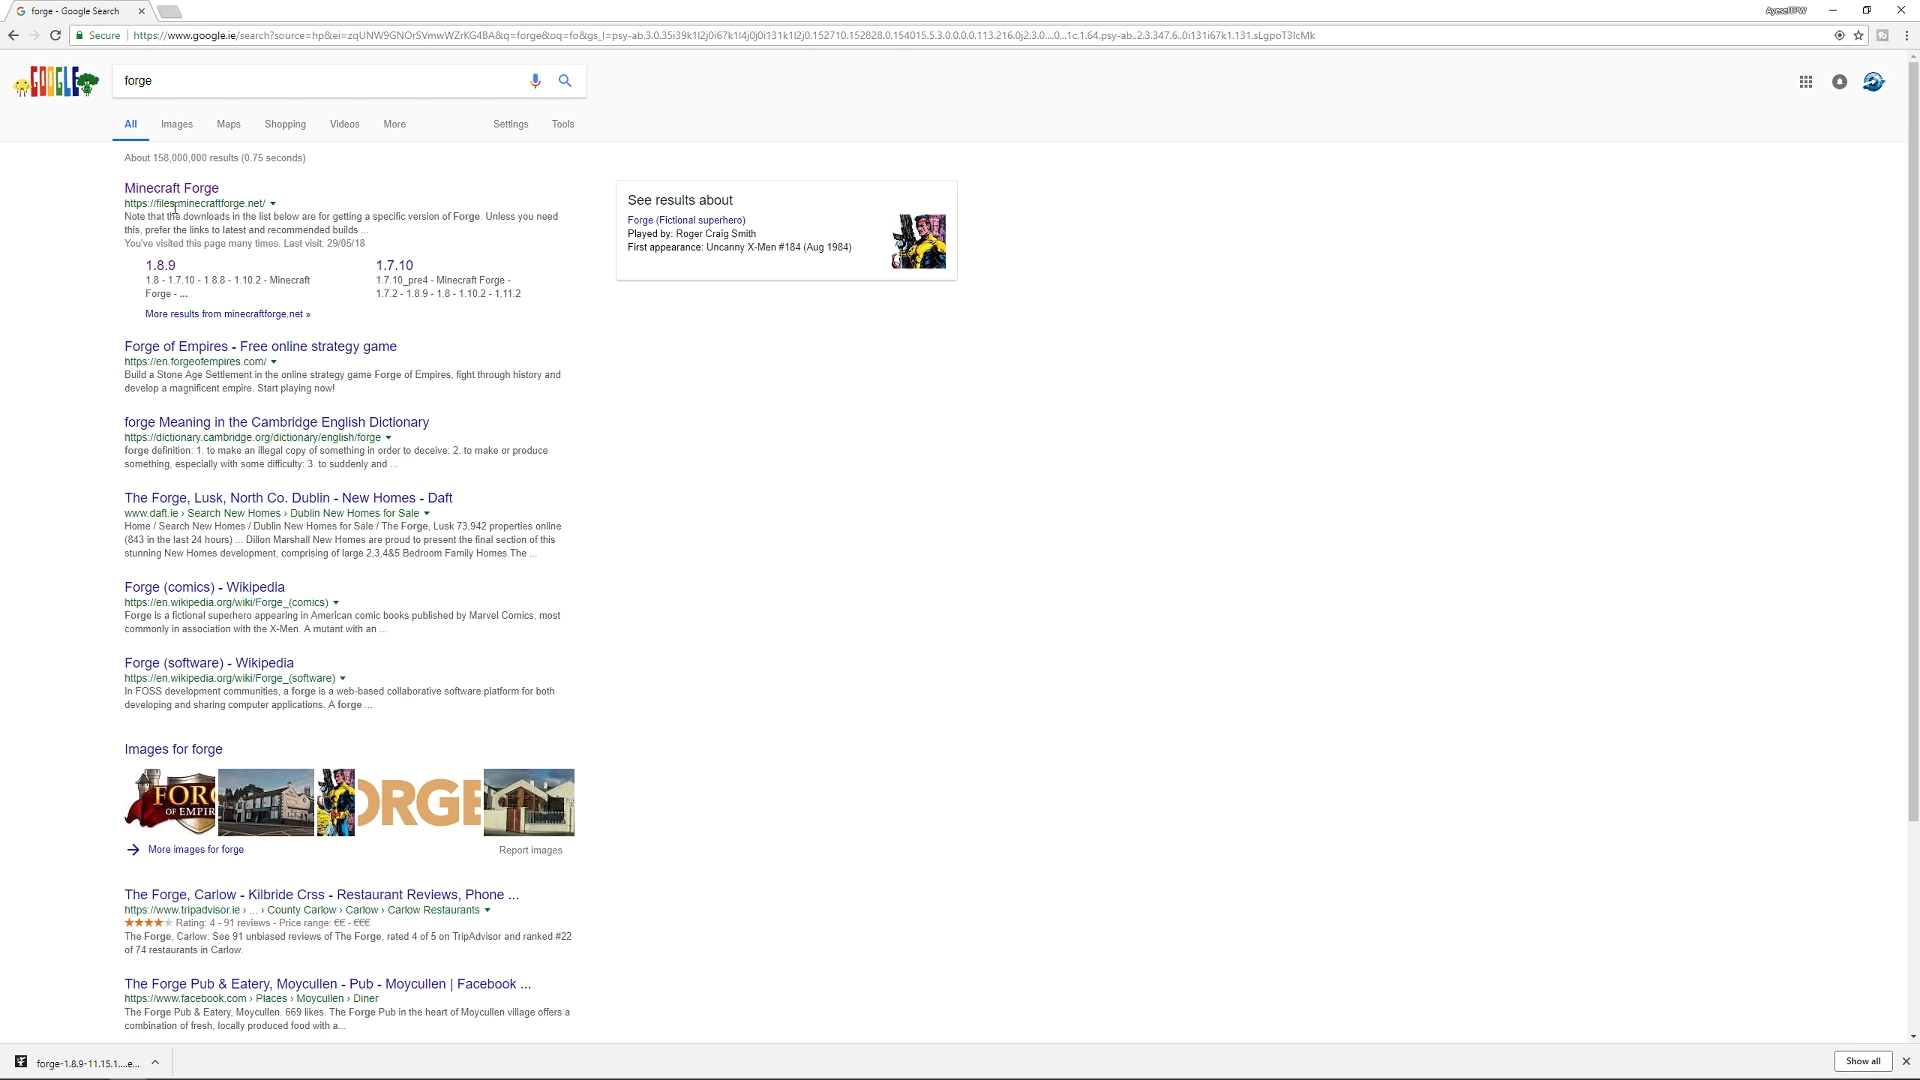 forge - Google Search
AyeselTPW
Secure
https://www.google.ie/search?source=hp&ei=zqUNW9GNOrSVmwWZrKG4BA&q=forge&oq=fo&gs_l=psy-ab.3.0.35i39k1l2j0i67k1l4j0j0i131k1l2j0.152710.152828.0.154015.5.3.0.0.0.0.113.216.0j2.3.0....0...1c.1.64.psy-ab..2.3.347.6..0i131i67k1.131.sLgpoT3lcMk
GOOGLE
forge
All Images Maps Shopping Videos More Settings Tools
About 158,000,000 results (0.75 seconds)
Minecraft Forge
https://files.minecraftforge.net/
Note that the downloads in the list below are for getting a specific version of Forge. Unless you need
this, prefer the links to latest and recommended builds ...
You've visited this page many times. Last visit: 29/05/18
1.8.9
1.8 - 1.7.10 - 1.8.8 - 1.10.2 - Minecraft
Forge - ...
1.7.10
1.7.10_pre4 - Minecraft Forge -
1.7.2 - 1.8.9 - 1.8 - 1.10.2 - 1.11.2
More results from minecraftforge.net »
See results about
Forge (Fictional superhero)
Played by: Roger Craig Smith
First appearance: Uncanny X-Men #184 (Aug 1984)
Forge of Empires - Free online strategy game
https://en.forgeofempires.com/
Build a Stone Age Settlement in the online strategy game Forge of Empires, fight through history and
develop a magnificent empire. Start playing now!
forge Meaning in the Cambridge English Dictionary
https://dictionary.cambridge.org/dictionary/english/forge
forge definition: 1. to make an illegal copy of something in order to deceive: 2. to make or produce
something, especially with some difficulty: 3. to suddenly and ...
The Forge, Lusk, North Co. Dublin - New Homes - Daft
www.daft.ie › Search New Homes › Dublin New Homes for Sale
Home / Search New Homes / Dublin New Homes for Sale / The Forge, Lusk 73,942 properties online
(843 in the last 24 hours) ... Dillon Marshall New Homes are proud to present the final section of this
stunning New Homes development, comprising of large 2,3,4&5 Bedroom Family Homes.The ...
Forge (comics) - Wikipedia
https://en.wikipedia.org/wiki/Forge_(comics)
Forge is a fictional superhero appearing in American comic books published by Marvel Comics, most
commonly in association with the X-Men. A mutant with an ...
Forge (software) - Wikipedia
https://en.wikipedia.org/wiki/Forge_(software)
In FOSS development communities, a forge is a web-based collaborative software platform for both
developing and sharing computer applications. A forge ...
Images for forge
FORG
OF EMPIR
ORGE
More images for forge
Report images
The Forge, Carlow - Kilbride Crss - Restaurant Reviews, Phone ...
https://www.tripadvisor.ie › ... › County Carlow › Carlow › Carlow Restaurants
Rating: 4 - 91 reviews - Price range: €€ - €€€
The Forge, Carlow: See 91 unbiased reviews of The Forge, rated 4 of 5 on TripAdvisor and ranked #22
of 74 restaurants in Carlow.
The Forge Pub & Eatery, Moycullen - Pub - Moycullen | Facebook ...
https://www.facebook.com › Places › Moycullen › Diner
The Forge Pub & Eatery, Moycullen. 669 likes. The Forge Pub in the heart of Moycullen village offers a
combination of fresh, locally produced food with a...
forge-1.8.9-11.15.1....e...
Show all